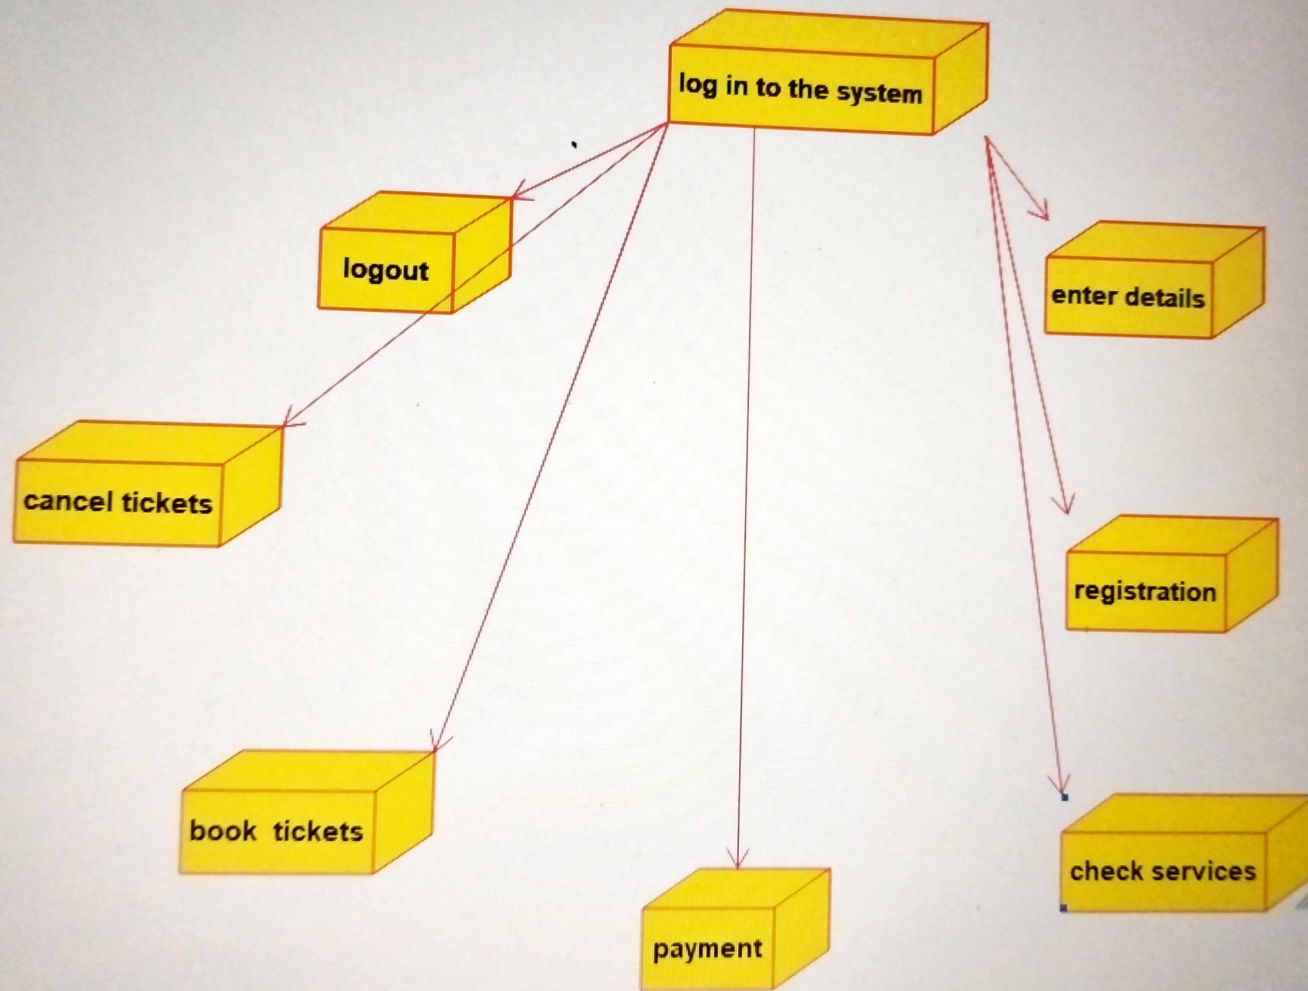 log in to the system
logout
enter details
cancel tickets
registration
book tickets
check services
payment